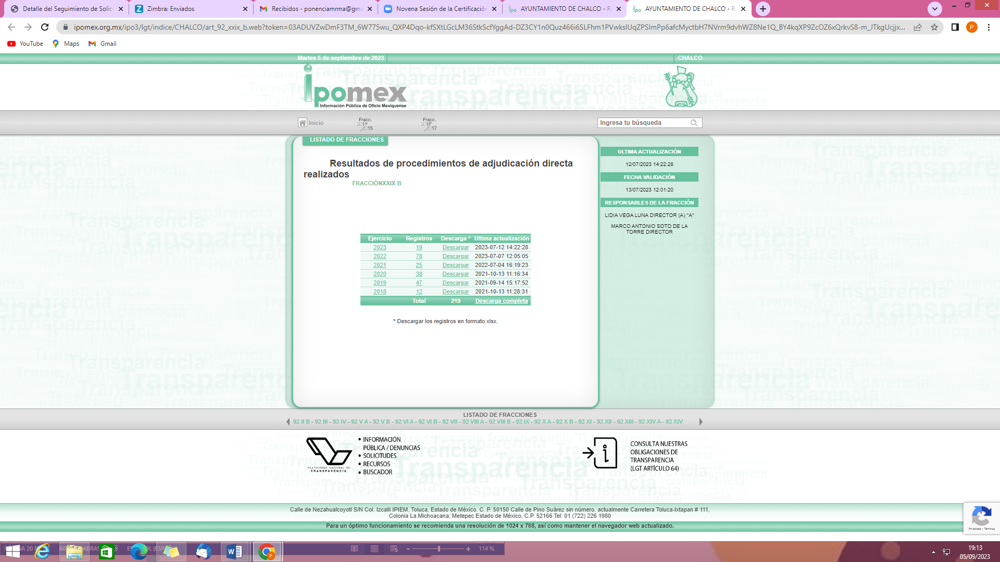 Detalle del Seguimiento de Solici
Zimbra: Enviados
Recibidos - ponenciamrma@gma
Novena Sesión de la Certificación
AYUNTAMIENTO DE CHALCO - R
AYUNTAMIENTO DE CHALCO - R
ipomex.org.mx/ipo3/lgt/indice/CHALCO/art_92_xxix_b.web?token=03ADUVZwDmF3TM_6W775wu_QXP4Dqo-kfSXtLGcLM36StkScfYggAd-DZ3CY1n0Quz466i6SLFhm1PVwkslUqZPSImPp6afcMyctbH7NVrm9dvhWZ8Ne1Q_BY4kqXP9ZcOZ6xQrkvS8-m_JTkgUcjjx...
P
YouTube
Maps
Gmail
Martes 5 de septiembre de 2023
CHALCO
ipomex
Información Pública de Oficio Mexiquense
Inicio
Fracc.
2015
Fracc.
2017
Ingresa tu búsqueda
LISTADO DE FRACCIONES
Resultados de procedimientos de adjudicación directa
realizados
FRACCIÓNXXIX B
Ejercicio Registros Descarga * Ultima actualización
2023 19 Descargar 2023-07-12 14:22:28
2022 78 Descargar 2023-07-07 12:05:05
2021 25 Descargar 2022-07-04 16:19:23
2020 38 Descargar 2021-10-13 11:16:34
2019 47 Descargar 2021-09-14 15:17:52
2018 12 Descargar 2021-10-13 11:28:31
Total 219 Descarga completa
* Descargar los registros en formato xlsx.
ULTIMA ACTUALIZACIÓN
12/07/2023 14:22:28
FECHA VALIDACIÓN
13/07/2023 12:01:20
RESPONSABLES DE LA FRACCIÓN
LIDIA VEGA LUNA DIRECTOR (A) "A"
MARCO ANTONIO SOTO DE LA
TORRE DIRECTOR
LISTADO DE FRACCIONES
92 II B - 92 III - 92 IV - 92 V A - 92 V B - 92 VI A - 92 VI B - 92 VII - 92 VIII A - 92 VIII B - 92 IX - 92 X A - 92 X B - 92 XI - 92 XII - 92 XIII - 92 XIV A - 92 XIV
PLATAFORMA NACIONAL DE
TRANSPARENCIA
• INFORMACIÓN
PÚBLICA / DENUNCIAS
• SOLICITUDES
• RECURSOS
• BUSCADOR
CONSULTA NUESTRAS
OBLIGACIONES DE
TRANSPARENCIA
(LGT ARTÍCULO 64)
Calle de Nezahualcoyotl S/N Col. Izcalli IPIEM, Toluca, Estado de México. C. P. 50150 Calle de Pino Suárez sin número, actualmente Carretera Toluca-Ixtapan # 111,
Colonia La Michoacana; Metepec Estado de México, C.P. 52166 Tel: 01 (722) 226 1980
Para un óptimo funcionamiento se recomienda una resolución de 1024 x 768, así como mantener el navegador web actualizado.
Privacidad - Términos
114 %
19:13
05/09/2023